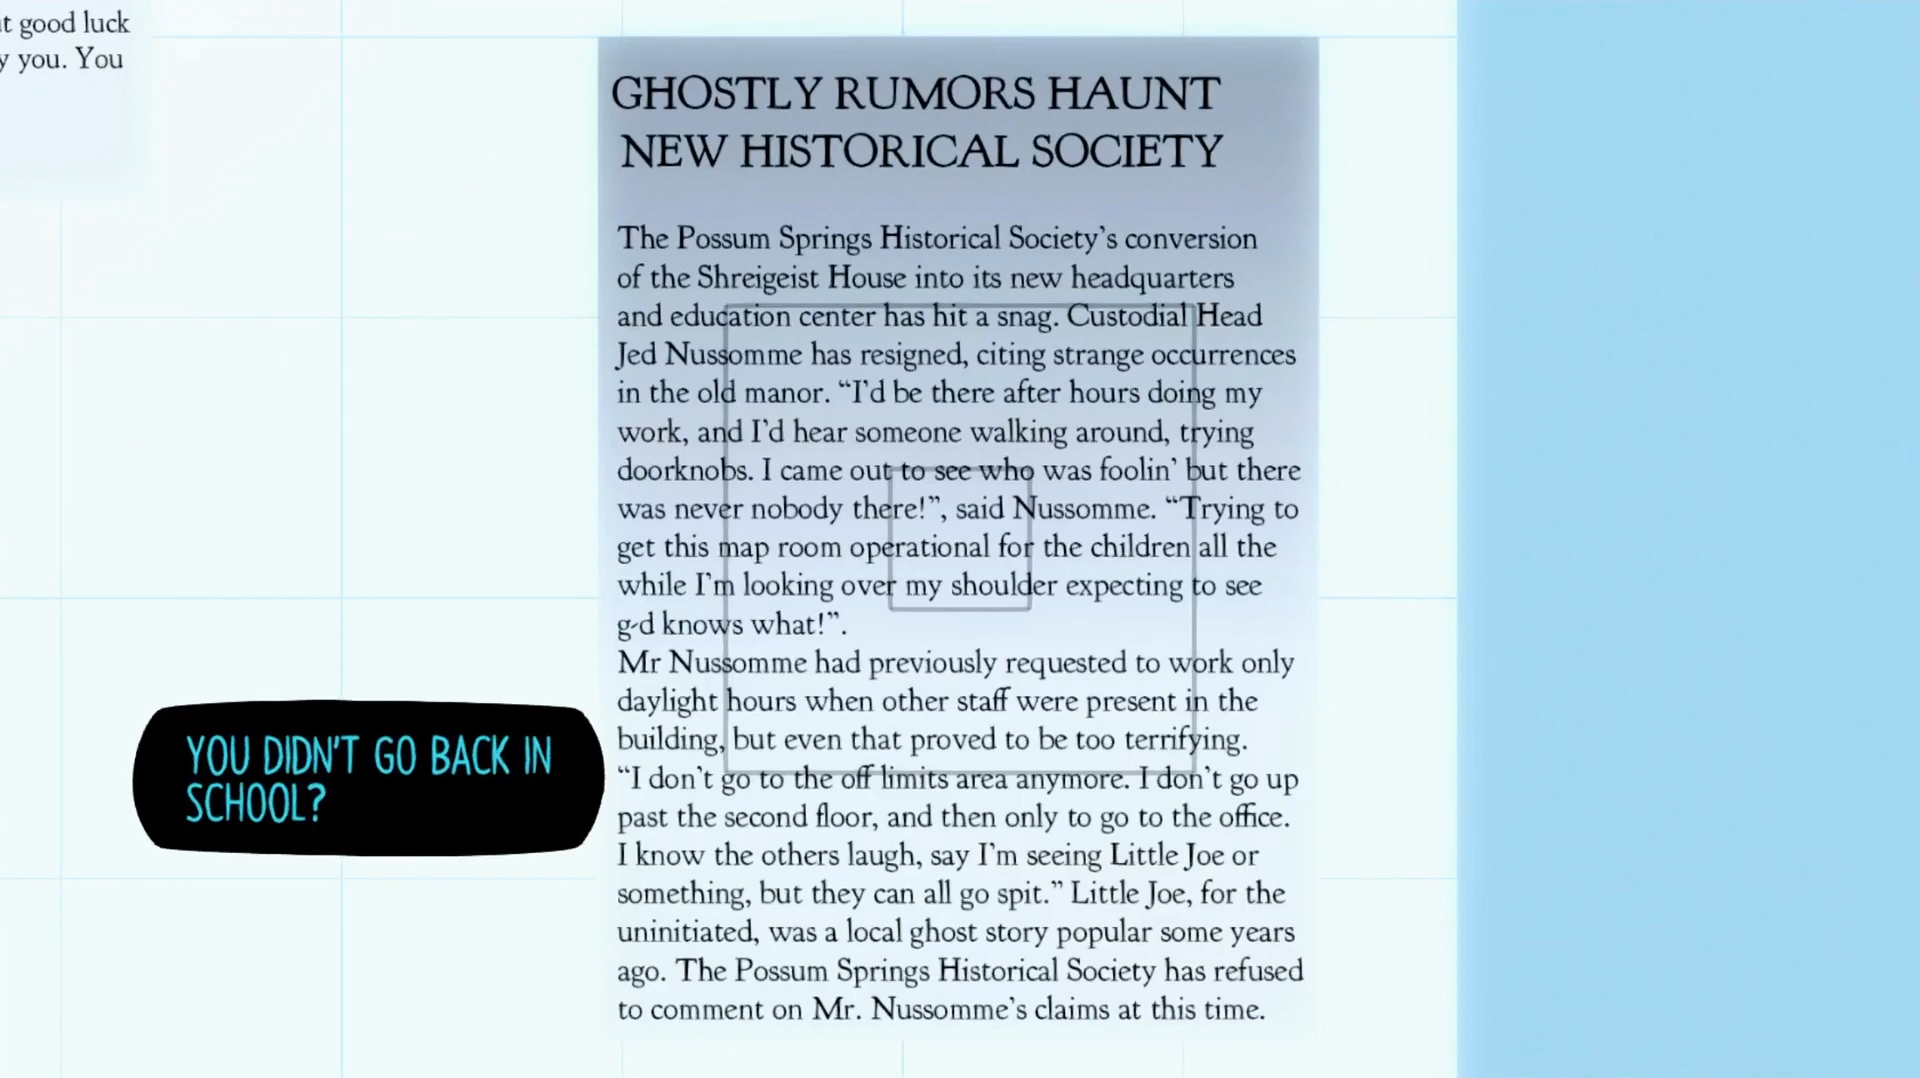 t good luck
y you. You
GHOSTLY RUMORS HAUNT
NEW HISTORICAL SOCIETY
The Possum Springs Historical Society's conversion
of the Shreigeist House into its new headquarters
and education center has hit a snag. Custodial Head
Jed Nussomme has resigned, citing strange occurrences
in the old manor. “I'd be there after hours doing my
work, and I'd hear someone walking around, trying
doorknobs. I came out to see who was foolin' but there
was never nobody there!”, said Nussomme. “Trying to
get this map room operational for the children all the
while I'm looking over my shoulder expecting to see
g-d knows what!”.
Mr Nussomme had previously requested to work only
daylight hours when other staff were present in the
building, but even that proved to be too terrifying.
“I don't go to the off limits area anymore. I don't go up
past the second floor, and then only to go to the office.
I know the others laugh, say I'm seeing Little Joe or
something, but they can all go spit.” Little Joe, for the
uninitiated, was a local ghost story popular some years
ago. The Possum Springs Historical Society has refused
to comment on Mr. Nussomme's claims at this time.
YOU DIDN'T GO BACK IN
SCHOOL?